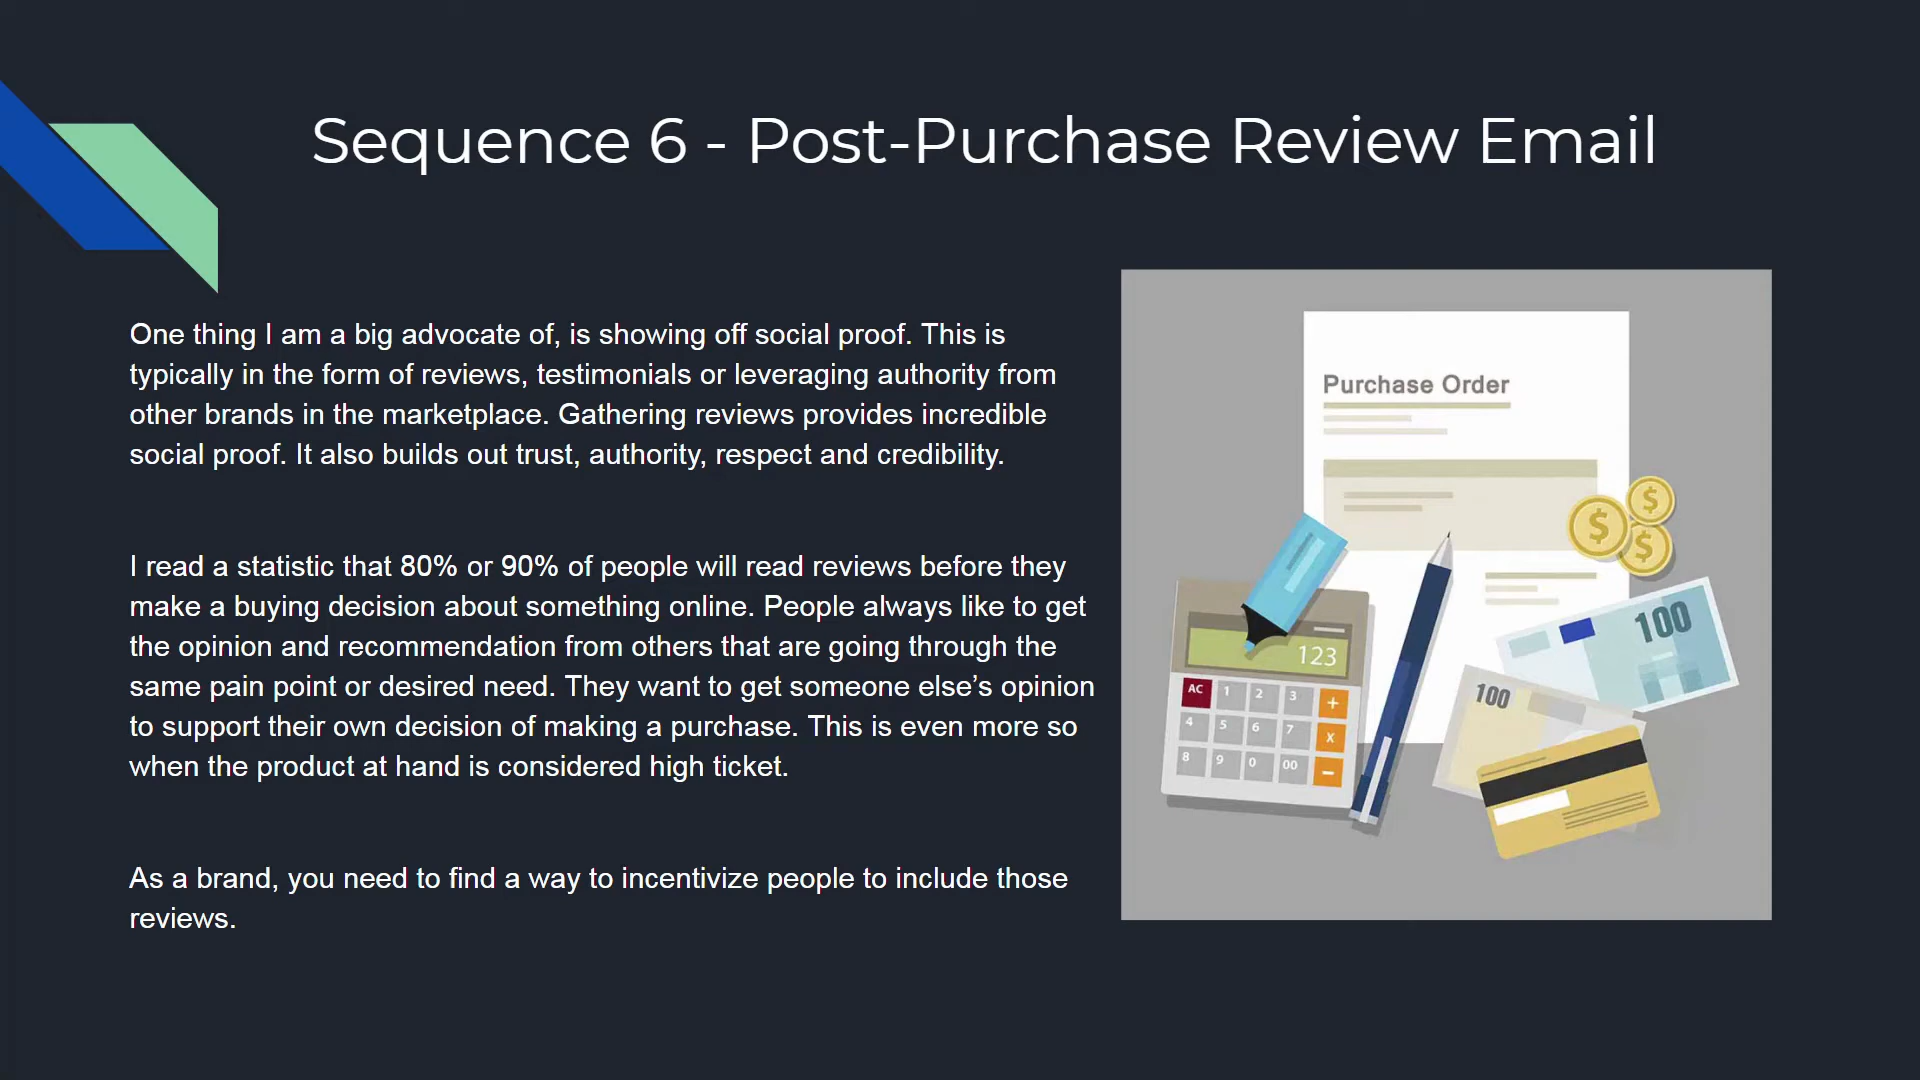 Sequence 6 - Post-Purchase Review Email
One thing I am a big advocate of, is showing off social proof. This is
typically in the form of reviews, testimonials or leveraging authority from
other brands in the marketplace. Gathering reviews provides incredible
social proof. It also builds out trust, authority, respect and credibility.
I read a statistic that 80% or 90% of people will read reviews before they
make a buying decision about something online. People always like to get
the opinion and recommendation from others that are going through the
same pain point or desired need. They want to get someone else’s opinion
to support their own decision of making a purchase. This is even more so
when the product at hand is considered high ticket.
As a brand, you need to find a way to incentivize people to include those
reviews.
Purchase Order
$
$
$
100
100
123
AC 1 2 3 +
4 5 6 7 x
8 9 0 00 −